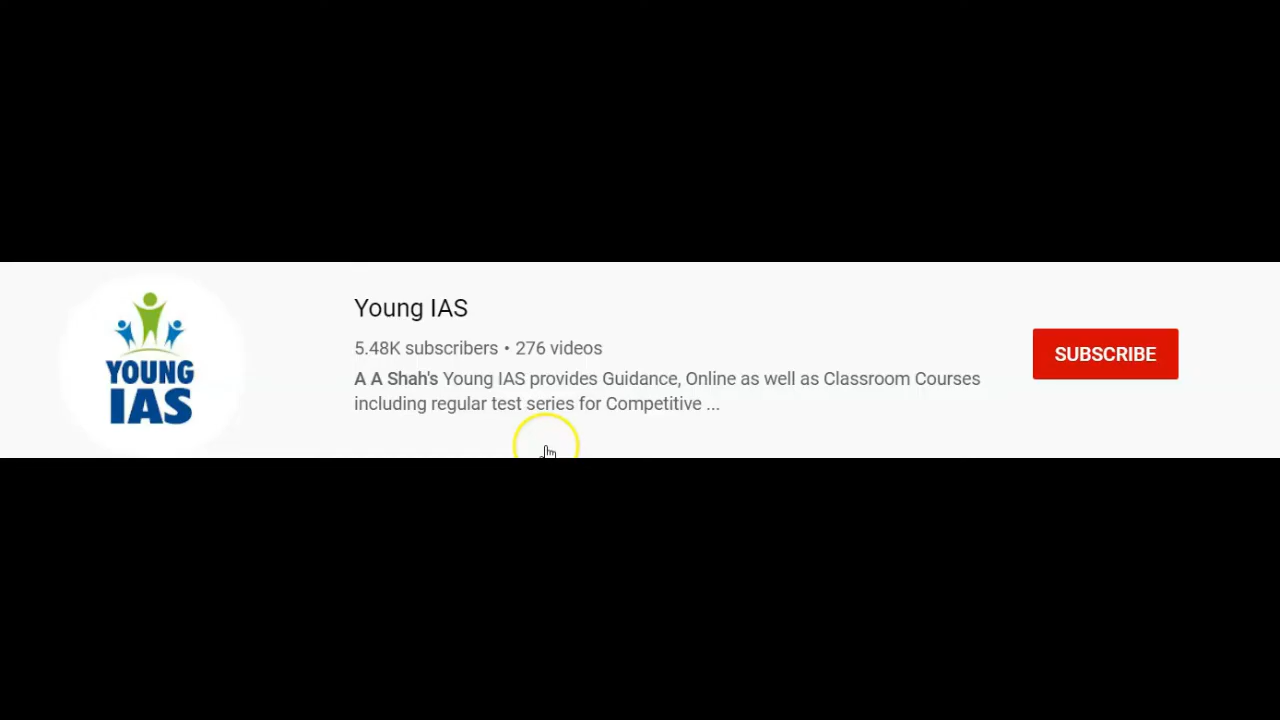 YOUNG
IAS
Young IAS
5.48K subscribers • 276 videos
A A Shah's Young IAS provides Guidance, Online as well as Classroom Courses
including regular test series for Competitive ...
SUBSCRIBE